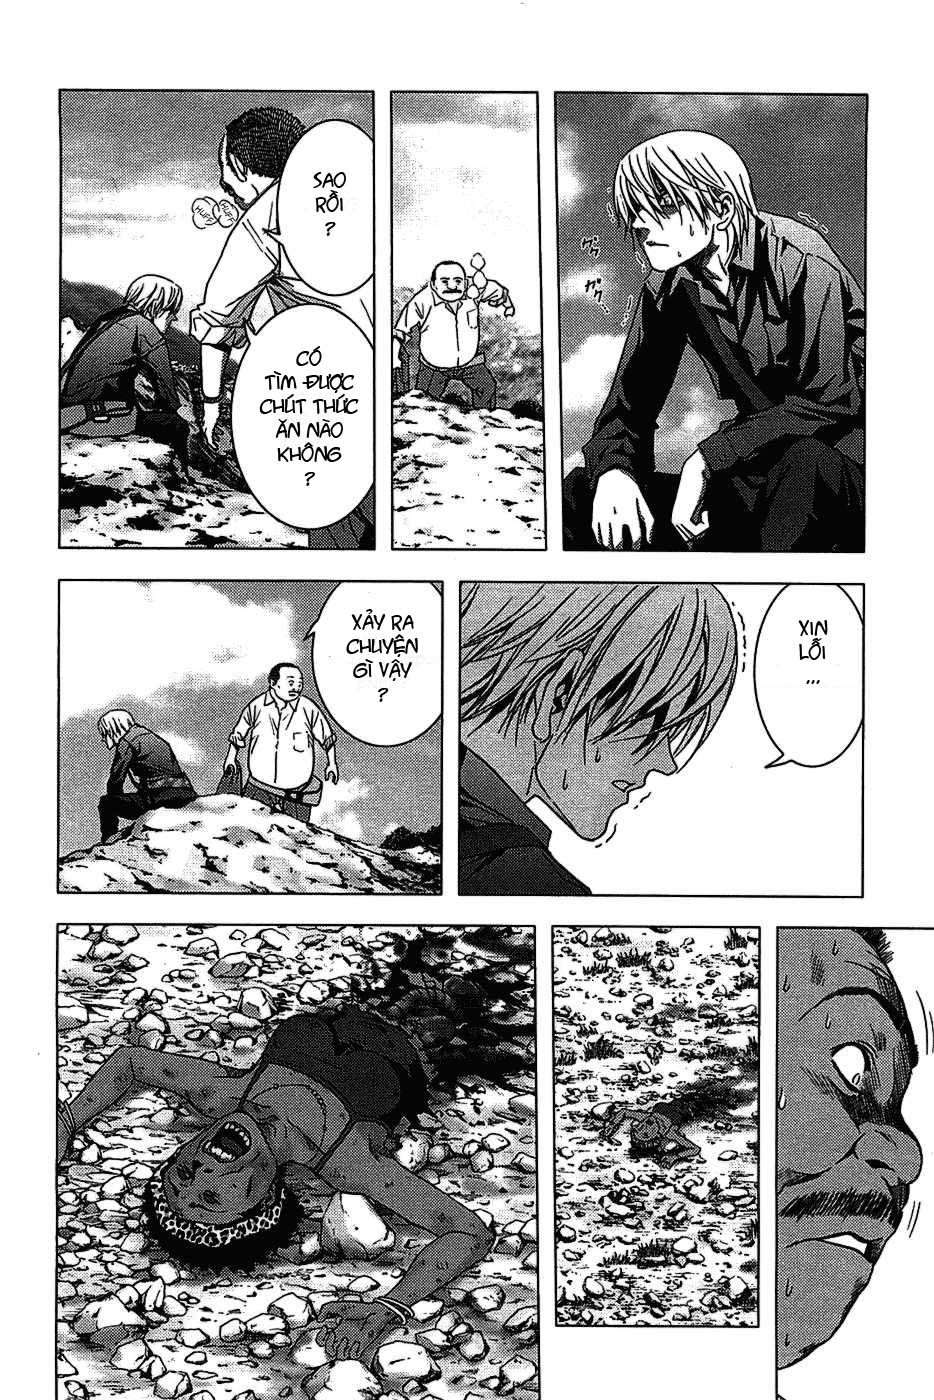 SAO
RỒI
?
CÓ
TÌM ĐƯỢC
CHÚT THỨC
ĂN NÀO
KHÔNG
?
XẢY RA
CHUYỆN
GÌ VẬY
?
XIN
LỖI
...